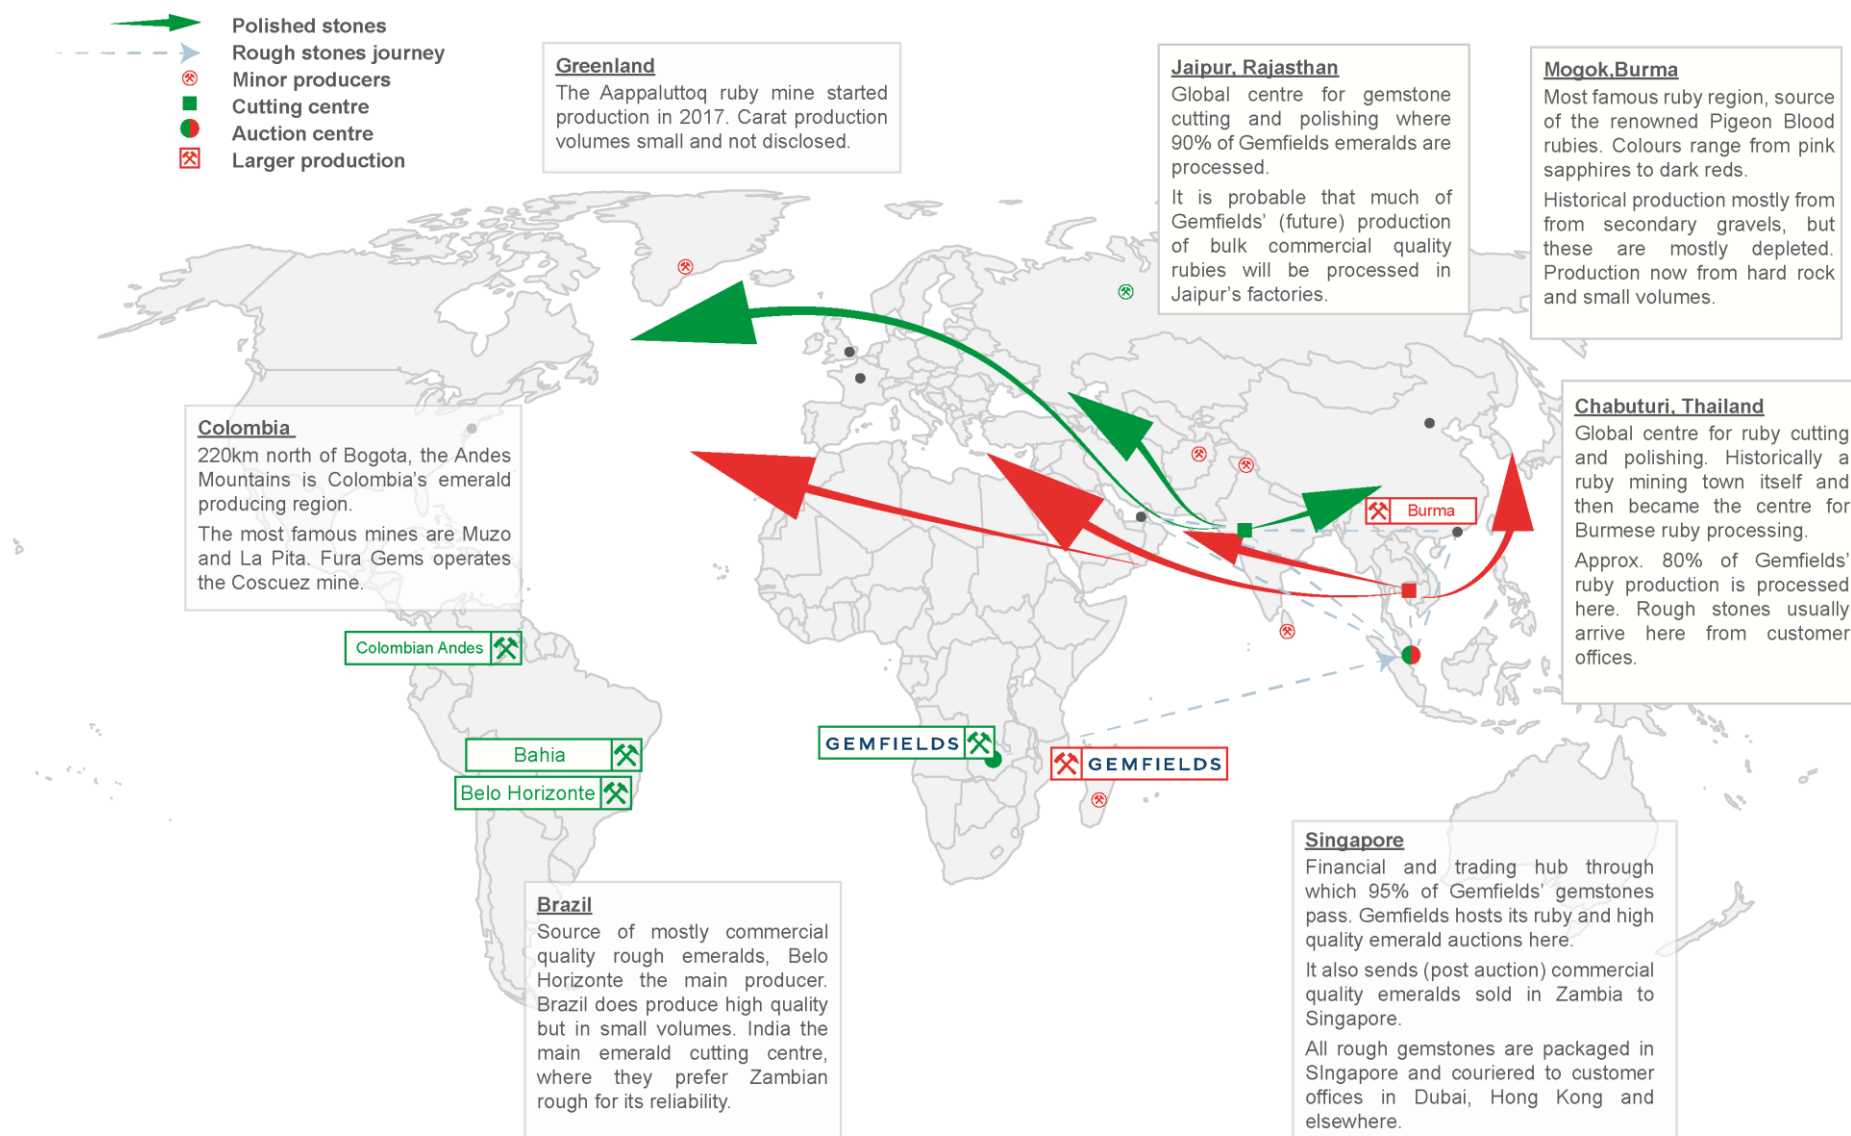 Polished stones
Rough stones journey
Minor producers
Cutting centre
Auction centre
Larger production
Greenland
The Aappaluttoq ruby mine started
production in 2017. Carat production
volumes small and not disclosed.
Jaipur, Rajasthan
Global centre for gemstone
cutting and polishing where
90% of Gemfields emeralds are
processed.
It is probable that much of
Gemfields' (future) production
of bulk commercial quality
rubies will be processed in
Jaipur's factories.
Mogok,Burma
Most famous ruby region, source
of the renowned Pigeon Blood
rubies. Colours range from pink
sapphires to dark reds.
Historical production mostly from
from secondary gravels, but
these are mostly depleted.
Production now from hard rock
and small volumes.
Colombia
220km north of Bogota, the Andes
Mountains is Colombia's emerald
producing region.
The most famous mines are Muzo
and La Pita. Fura Gems operates
the Coscuez mine.
Chabuturi, Thailand
Global centre for ruby cutting
and polishing. Historically a
ruby mining town itself and
then became the centre for
Burmese ruby processing.
Approx. 80% of Gemfields'
ruby production is processed
here. Rough stones usually
arrive here from customer
offices.
Burma
Colombian Andes
Bahia
Belo Horizonte
GEMFIELDS
GEMFIELDS
Brazil
Source of mostly commercial
quality rough emeralds, Belo
Horizonte the main producer.
Brazil does produce high quality
but in small volumes. India the
main emerald cutting centre,
where they prefer Zambian
rough for its reliability.
Singapore
Financial and trading hub through
which 95% of Gemfields' gemstones
pass. Gemfields hosts its ruby and high
quality emerald auctions here.
It also sends (post auction) commercial
quality emeralds sold in Zambia to
Singapore.
All rough gemstones are packaged in
SIngapore and couriered to customer
offices in Dubai, Hong Kong and
elsewhere.